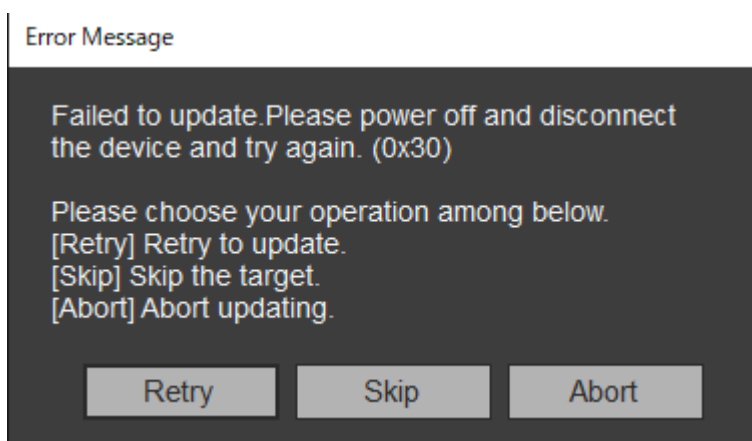 Error Message
Failed to update.Please power off and disconnect
the device and try again. (0x30)
Please choose your operation among below.
[Retry] Retry to update.
[Skip] Skip the target.
[Abort] Abort updating.
Retry
Skip
Abort